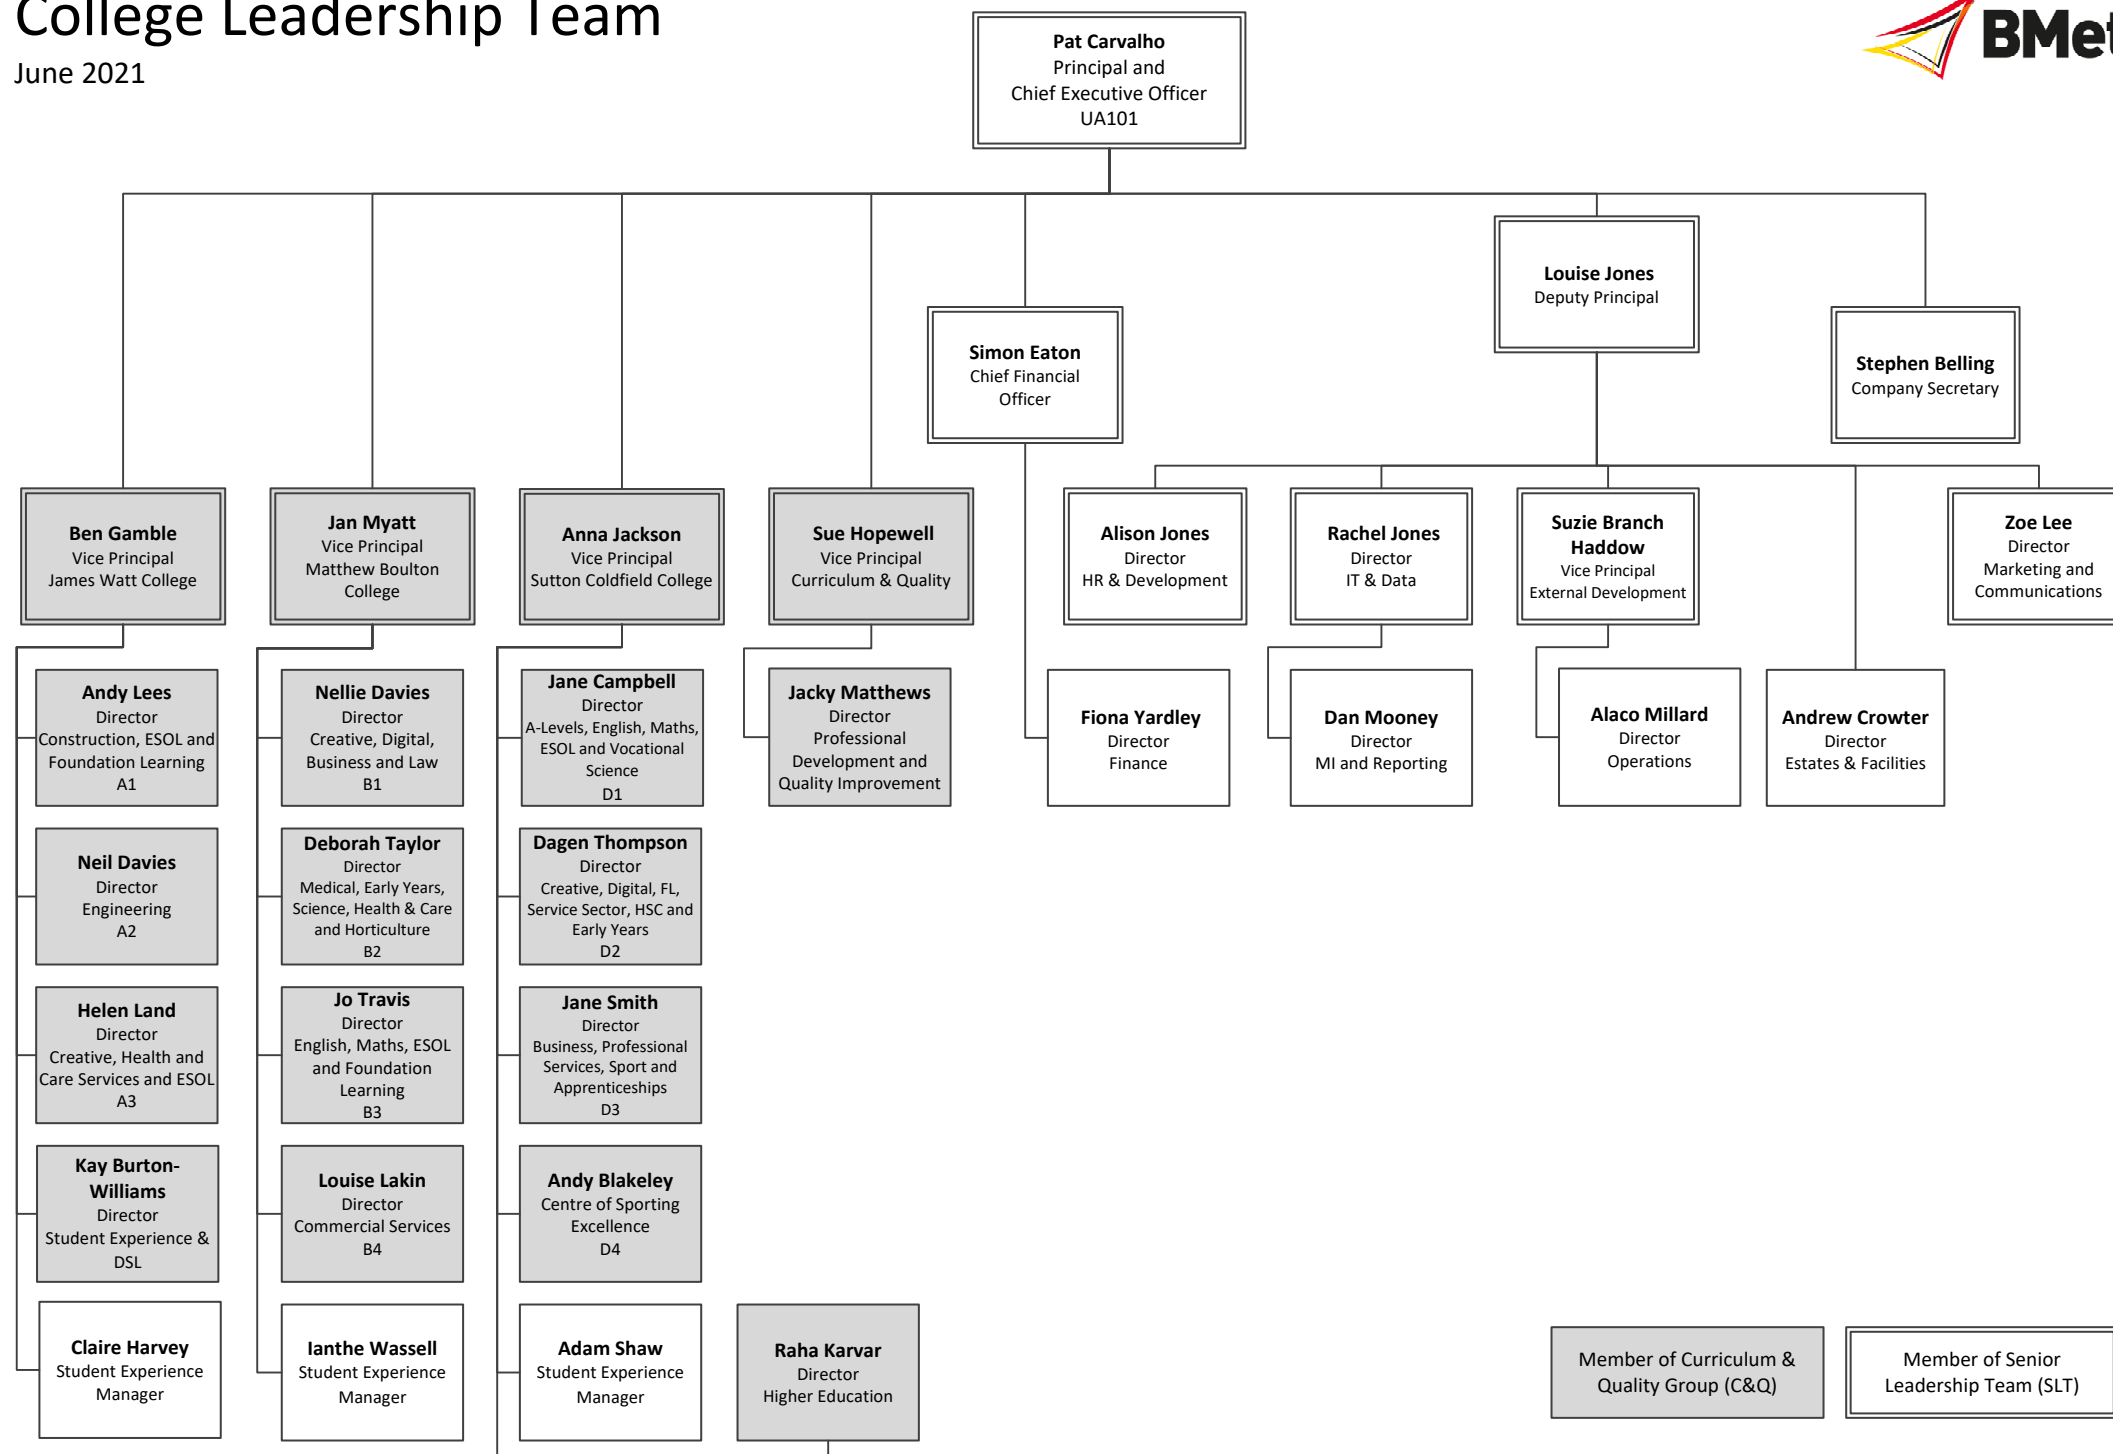 College Leadership Team
June 2021
BMet
Pat Carvalho
Principal and
Chief Executive Officer
UA101
Louise Jones
Deputy Principal
Simon Eaton
Chief Financial
Officer
Stephen Belling
Company Secretary
Ben Gamble
Vice Principal
James Watt College
Jan Myatt
Vice Principal
Matthew Boulton
College
Anna Jackson
Vice Principal
Sutton Coldfield College
Sue Hopewell
Vice Principal
Curriculum & Quality
Alison Jones
Director
HR & Development
Rachel Jones
Director
IT & Data
Suzie Branch
Haddow
Vice Principal
External Development
Zoe Lee
Director
Marketing and
Communications
Andy Lees
Director
Construction, ESOL and
Foundation Learning
A1
Nellie Davies
Director
Creative, Digital,
Business and Law
B1
Jane Campbell
Director
A-Levels, English, Maths,
ESOL and Vocational
Science
D1
Jacky Matthews
Director
Professional
Development and
Quality Improvement
Fiona Yardley
Director
Finance
Dan Mooney
Director
MI and Reporting
Alaco Millard
Director
Operations
Andrew Crowter
Director
Estates & Facilities
Neil Davies
Director
Engineering
A2
Deborah Taylor
Director
Medical, Early Years,
Science, Health & Care
and Horticulture
B2
Dagen Thompson
Director
Creative, Digital, FL,
Service Sector, HSC and
Early Years
D2
Helen Land
Director
Creative, Health and
Care Services and ESOL
A3
Jo Travis
Director
English, Maths, ESOL
and Foundation
Learning
B3
Jane Smith
Director
Business, Professional
Services, Sport and
Apprenticeships
D3
Kay Burton-
Williams
Director
Student Experience &
DSL
Louise Lakin
Director
Commercial Services
B4
Andy Blakeley
Centre of Sporting
Excellence
D4
Claire Harvey
Student Experience
Manager
Ianthe Wassell
Student Experience
Manager
Adam Shaw
Student Experience
Manager
Raha Karvar
Director
Higher Education
Member of Curriculum &
Quality Group (C&Q)
Member of Senior
Leadership Team (SLT)